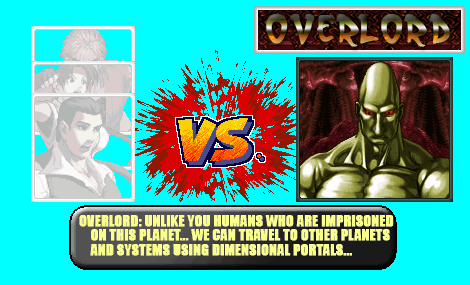 OVERLORD
VS.
OVERLORD: UNLIKE YOU HUMANS WHO ARE IMPRISONED
ON THIS PLANET... WE CAN TRAVEL TO OTHER PLANETS
AND SYSTEMS USING DIMENSIONAL PORTALS...